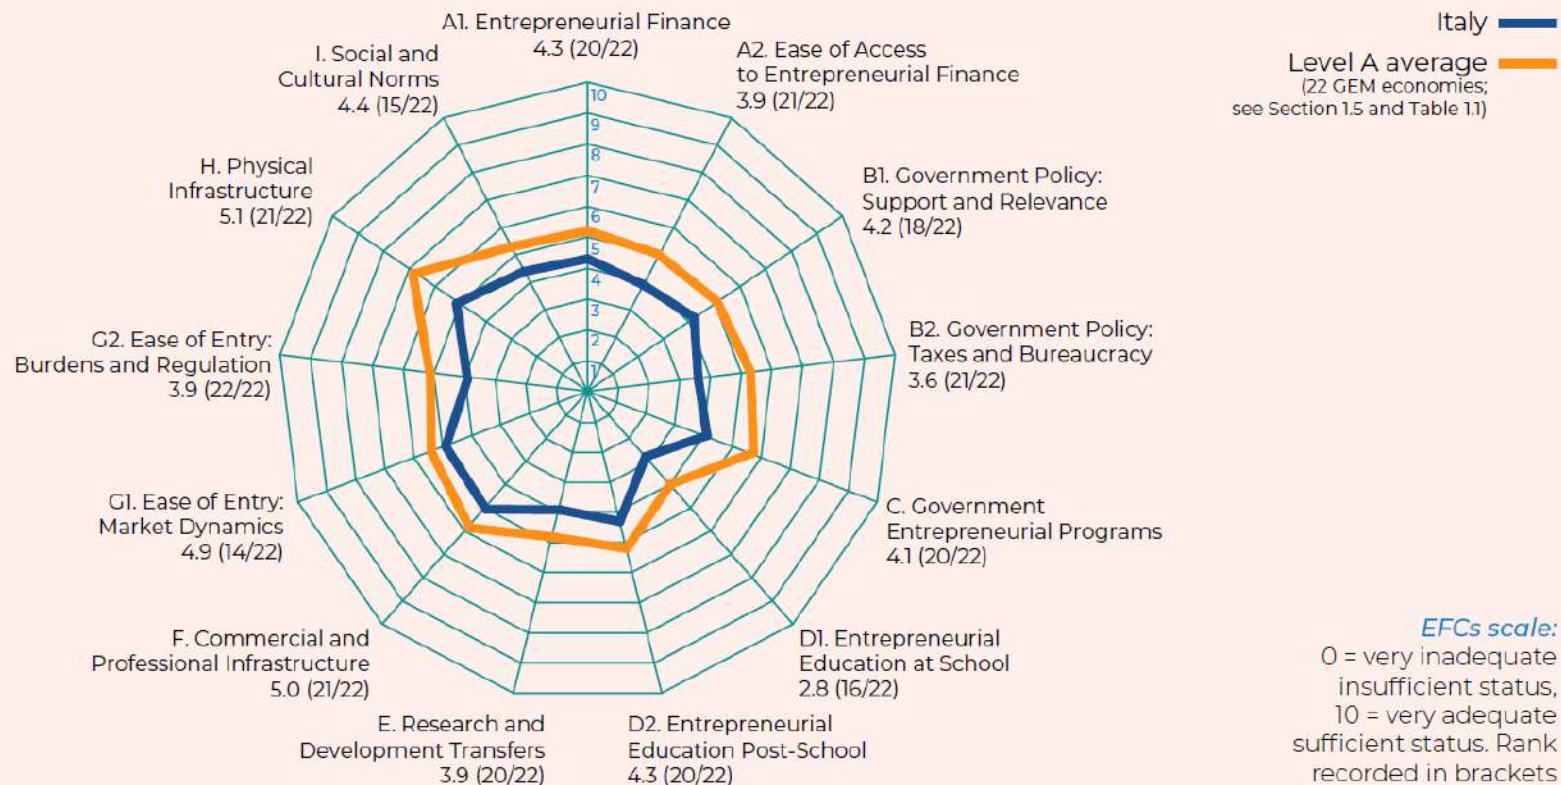 A1. Entrepreneurial Finance
4.3 (20/22)
A2. Ease of Access
to Entrepreneurial Finance
3.9 (21/22)
B1. Government Policy:
Support and Relevance
4.2 (18/22)
B2. Government Policy:
Taxes and Bureaucracy
3.6 (21/22)
C. Government
Entrepreneurial Programs
4.1 (20/22)
D1. Entrepreneurial
Education at School
2.8 (16/22)
D2. Entrepreneurial
Education Post-School
4.3 (20/22)
E. Research and
Development Transfers
3.9 (20/22)
F. Commercial and
Professional Infrastructure
5.0 (21/22)
G1. Ease of Entry:
Market Dynamics
4.9 (14/22)
G2. Ease of Entry:
Burdens and Regulation
3.9 (22/22)
H. Physical
Infrastructure
5.1 (21/22)
I. Social and
Cultural Norms
4.4 (15/22)
10
9
8
7
6
5
4
3
2
1
Italy
Level A average
(22 GEM economies;
see Section 1.5 and Table 1.1)
EFCs scale:
0 = very inadequate
insufficient status,
10 = very adequate
sufficient status. Rank
recorded in brackets